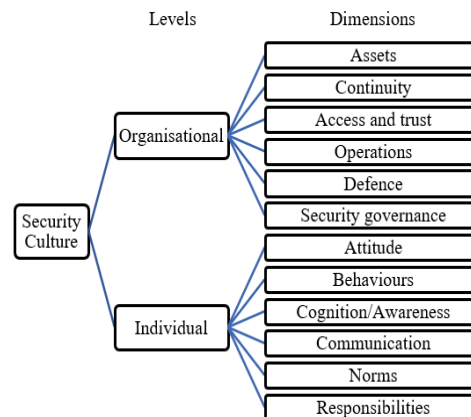 Levels
Dimensions
Assets
Continuity
Access and trust
Organisational
Operations
Defence
Security governance
Security
Culture
Attitude
Behaviours
Cognition/Awareness
Individual
Communication
Norms
Responsibilities